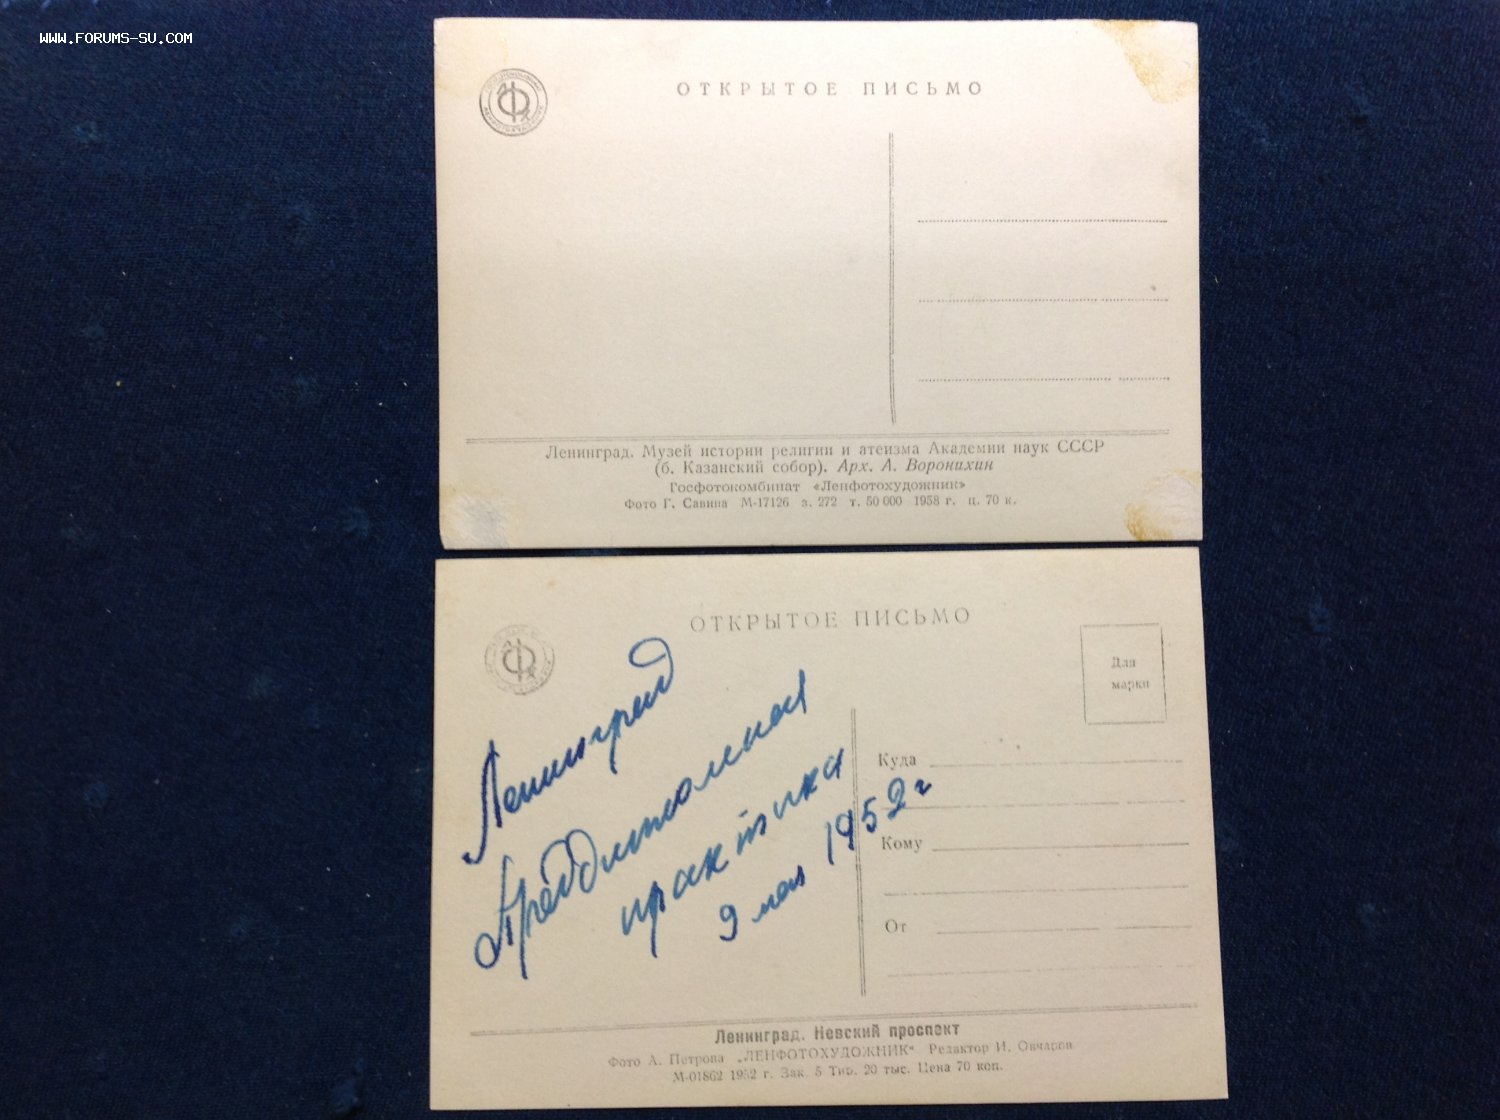 WWW.FORUMS-SU.COM
ОТКРЫТОЕ ПИСЬМО
Ленинград. Музей истории религии и атеизма Академии наук СССР
(б. Казанский собор). Арх. А. Воронихин
Госфотокомбинат «Ленфотохудожник»
Фото Г. Савина М-17126 з. 272 т. 50 000 1958 г. ц. 70 к.
ОТКРЫТОЕ ПИСЬМО
Для
марки
Ленинград
Преддипломная
практика
9 мая 1952 г
Куда
Кому
От
Ленинград. Невский проспект
Фото А. Петрова „ЛЕНФОТОХУДОЖНИК“ Редактор И. Овчаров
М-01862 1952 г. Зак. 5 Тир. 20 тыс. Цена 70 коп.